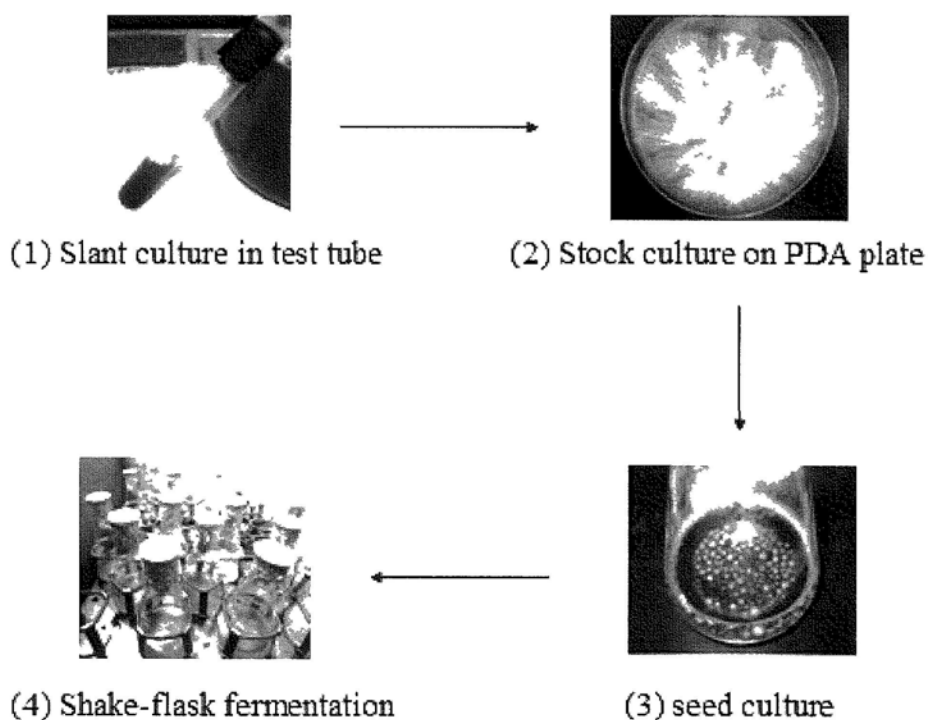 (1) Slant culture in test tube
(2) Stock culture on PDA plate
(3) seed culture
(4) Shake-flask fermentation